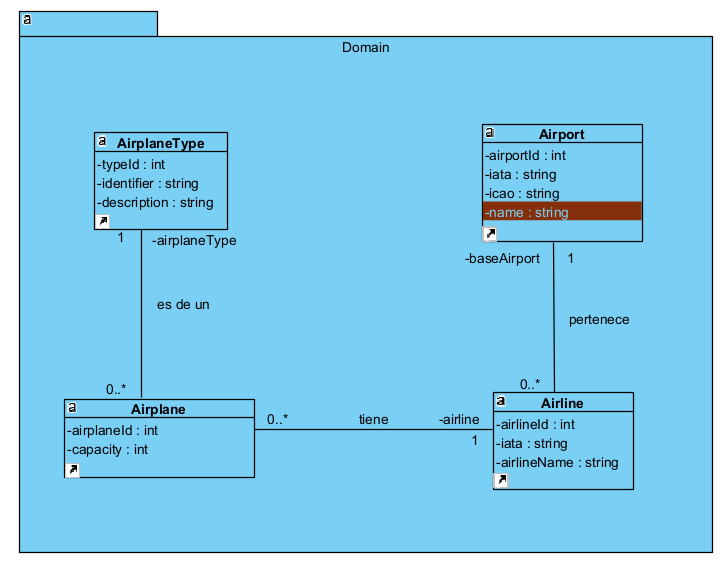 a
Domain
a
AirplaneType
-typeId : int
-identifier : string
-description : string
a
Airport
-airportId : int
-iata : string
-icao : string
-name : string
1
-airplaneType
-baseAirport
1
es de un
pertenece
0..*
0..*
a
Airplane
-airplaneId : int
-capacity : int
0..*
tiene
-airline
1
a
Airline
-airlineId : int
-iata : string
-airlineName : string